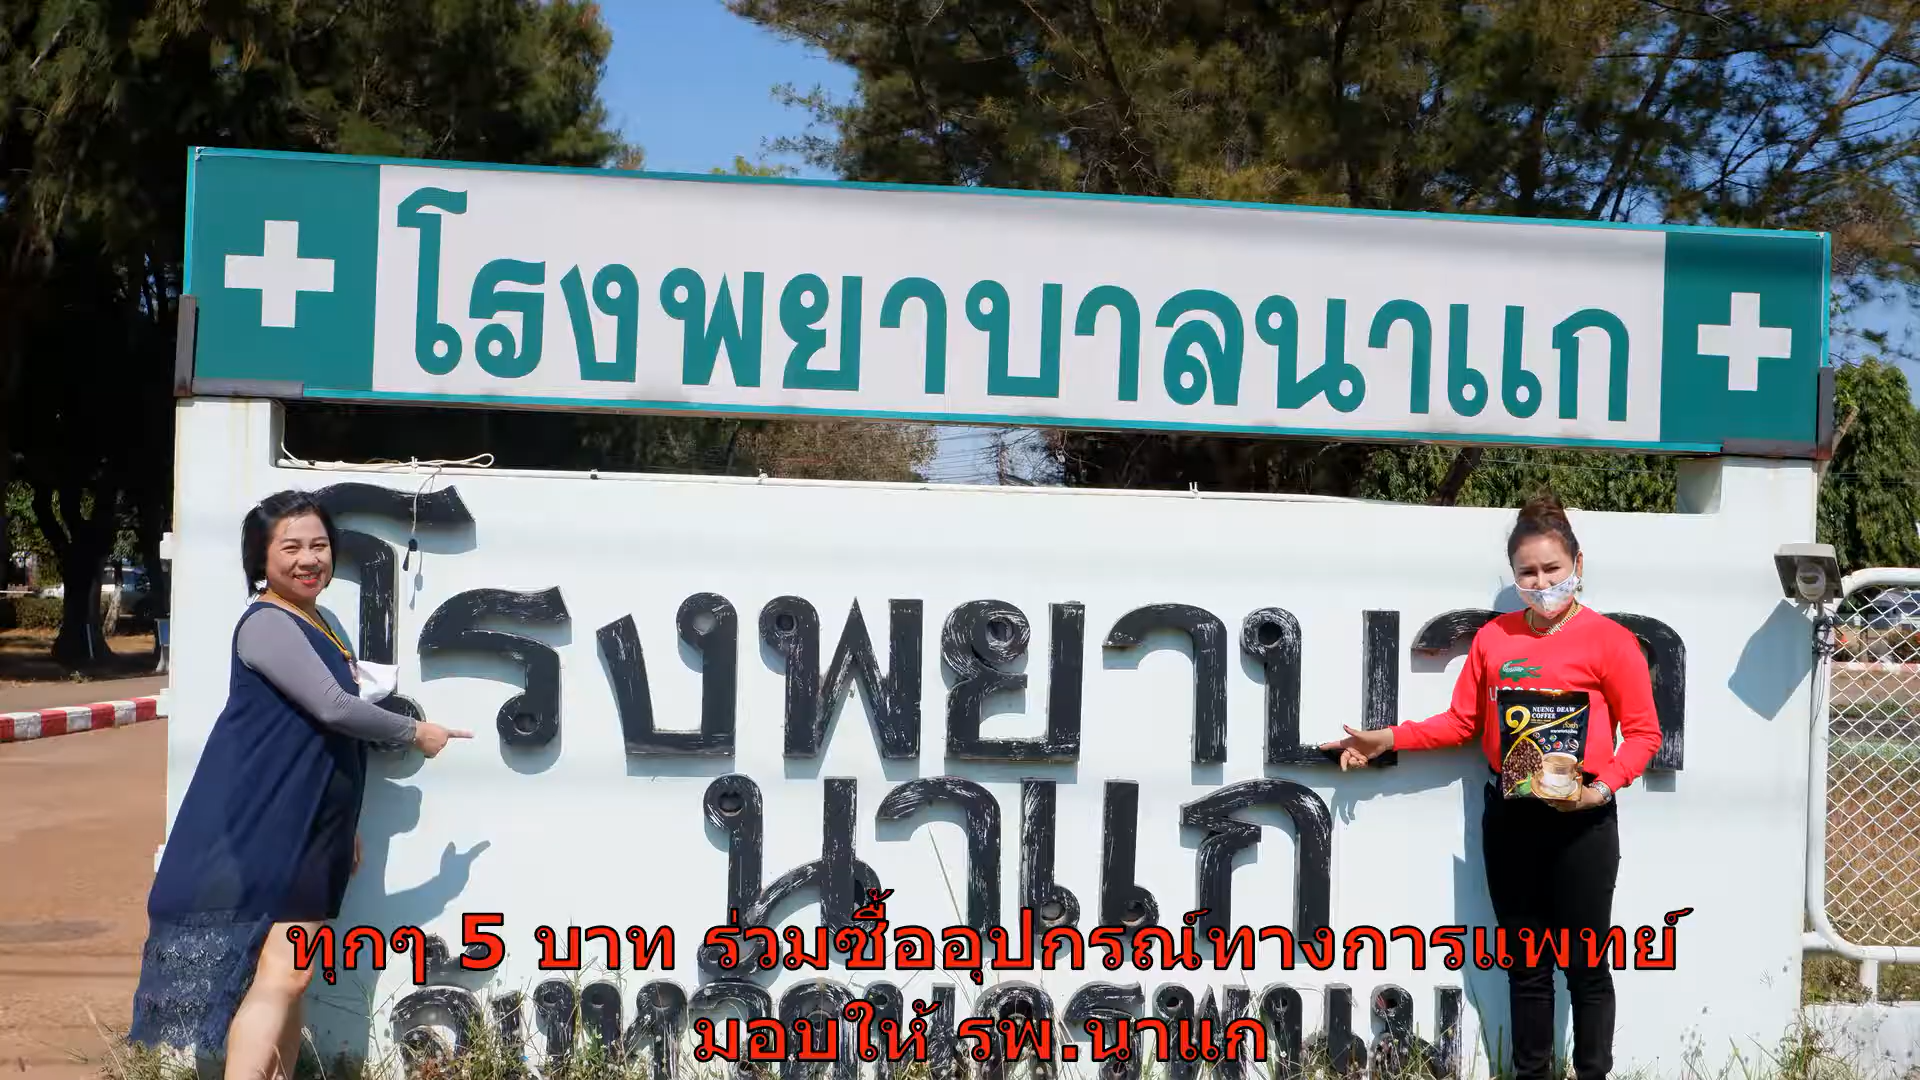 โรงพยาบาลนาแก
โรงพยาบาล
นาแก
NUENG DEAW
COFFEE
ทุกๆ 5 บาท ร่วมซื้ออุปกรณ์ทางการแพทย์
มอบให้ รพ.นาแก